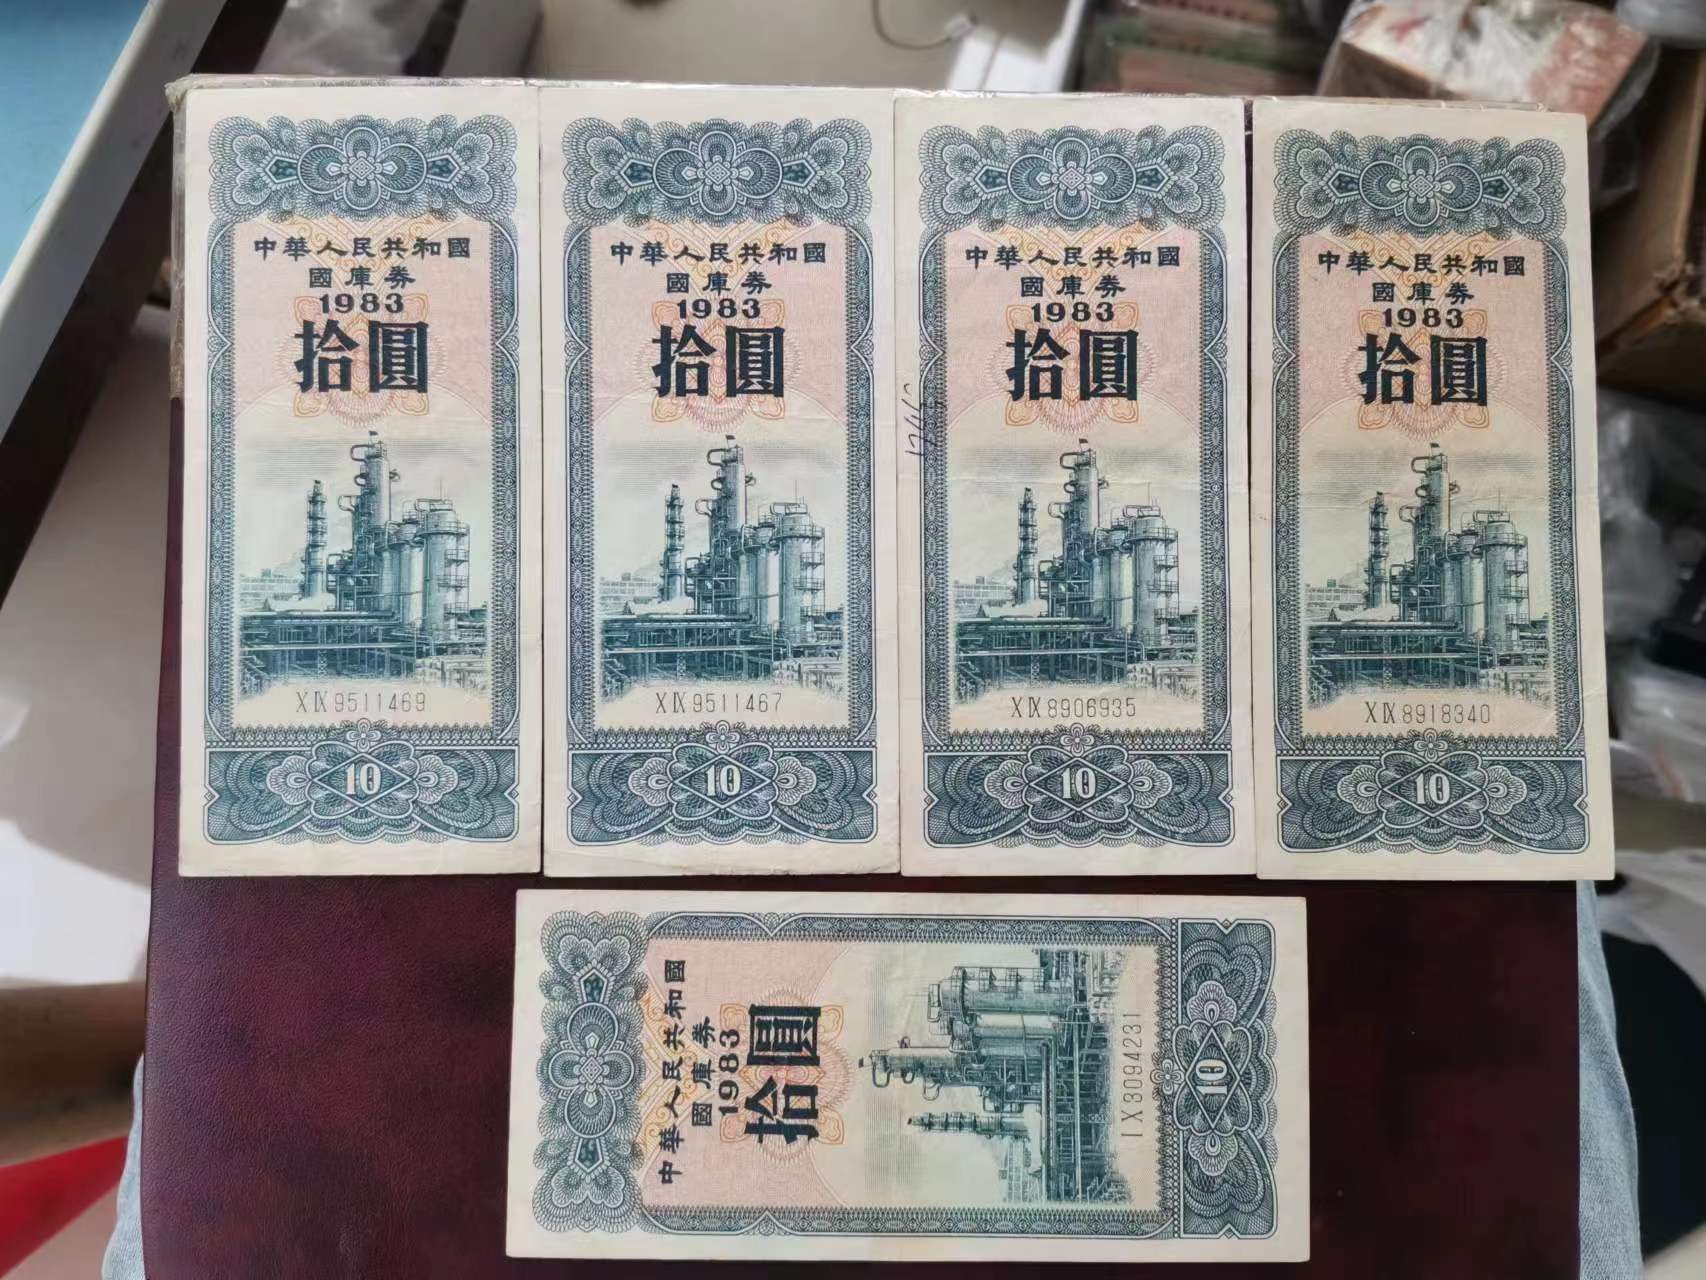 中華人民共和國
國庫券
1983
拾圓
XIX9511469
10
中華人民共和國
國庫券
1983
拾圓
XIX9511467
10
中華人民共和國
國庫券
1983
拾圓
XIX8906935
10
中華人民共和國
國庫券
1983
拾圓
XIX8918340
10
中華人民共和國
國庫券
1983
拾圓
IX3094231
10